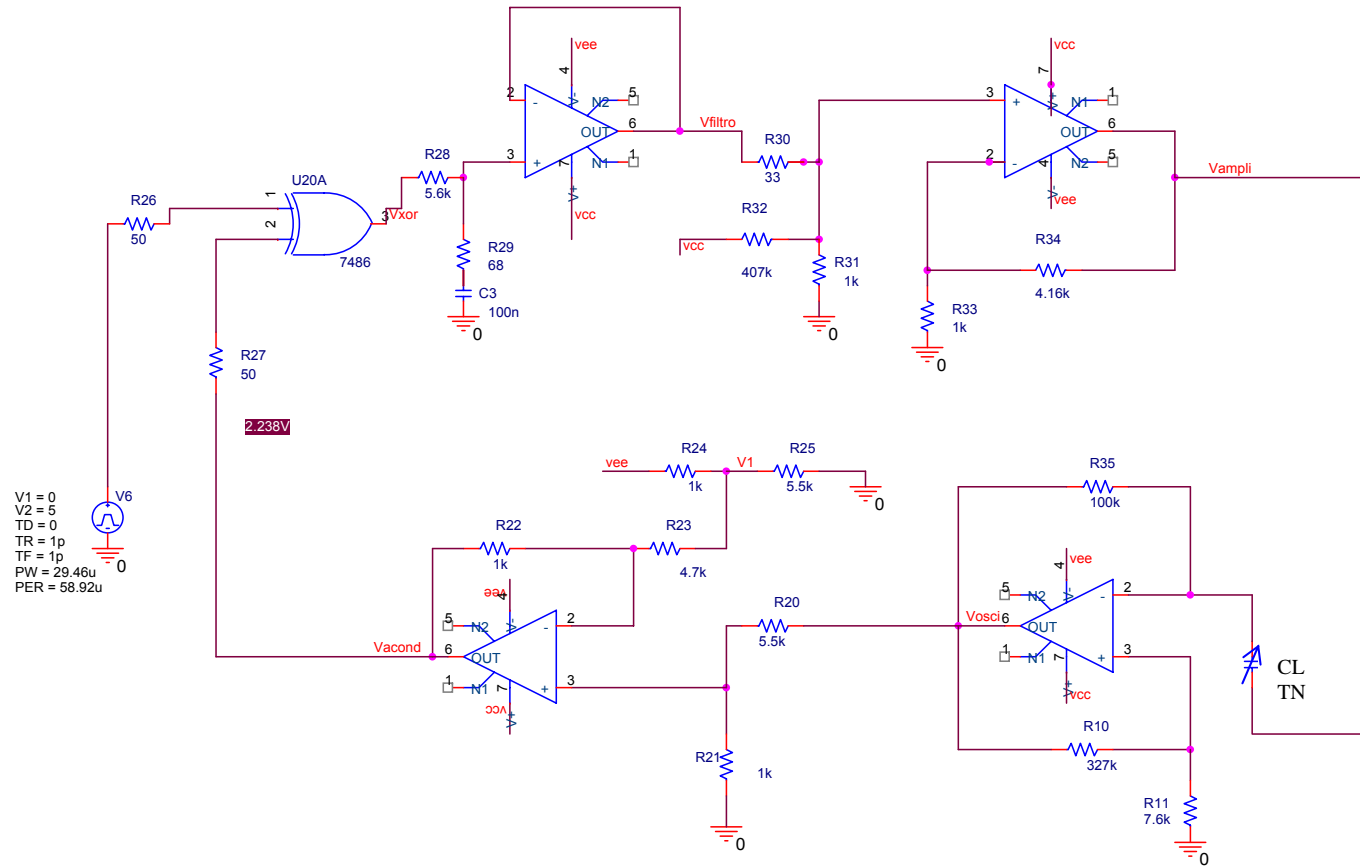 vee
4
2
-
5
V-
N2
OUT
6
3
+
7
N1
1
V+
vcc
Vfiltro
R28
5.6k
R29
68
C3
100n
0
U20A
1
2
3
Vxor
7486
R26
50
R27
50
2.238V
V1 = 0
V2 = 5
TD = 0
TR = 1p
TF = 1p
PW = 29.46u
PER = 58.92u
V6
0
R30
33
R32
407k
vcc
R31
1k
0
vcc
7
3
+
1
V+
N1
OUT
6
2
-
4
N2
5
V-
vee
Vampli
R34
4.16k
R33
1k
0
vee
R24
1k
V1
R25
5.5k
0
R22
1k
R23
4.7k
vee
4
5
N2
V-
-
2
Vacond
6
OUT
1
N1
7
+
3
vcc
V+
R20
5.5k
R21
1k
0
R35
100k
vee
4
5
N2
V-
-
2
Vosci
6
OUT
1
N1
7
+
3
V+
vcc
R10
327k
R11
7.6k
0
CL
TN